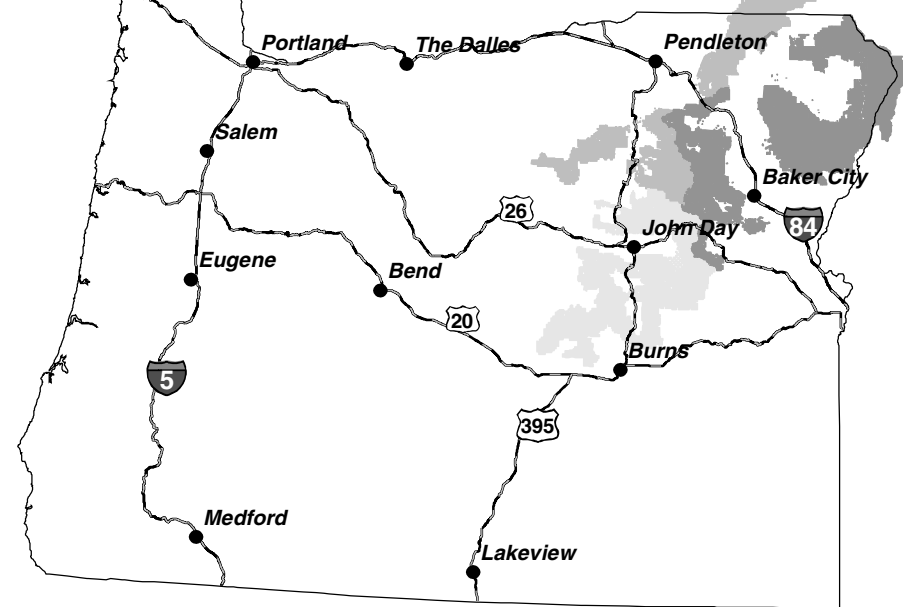 Portland
The Dalles
Pendleton
Salem
Baker City
26
John Day
84
Eugene
Bend
20
Burns
5
395
Medford
Lakeview